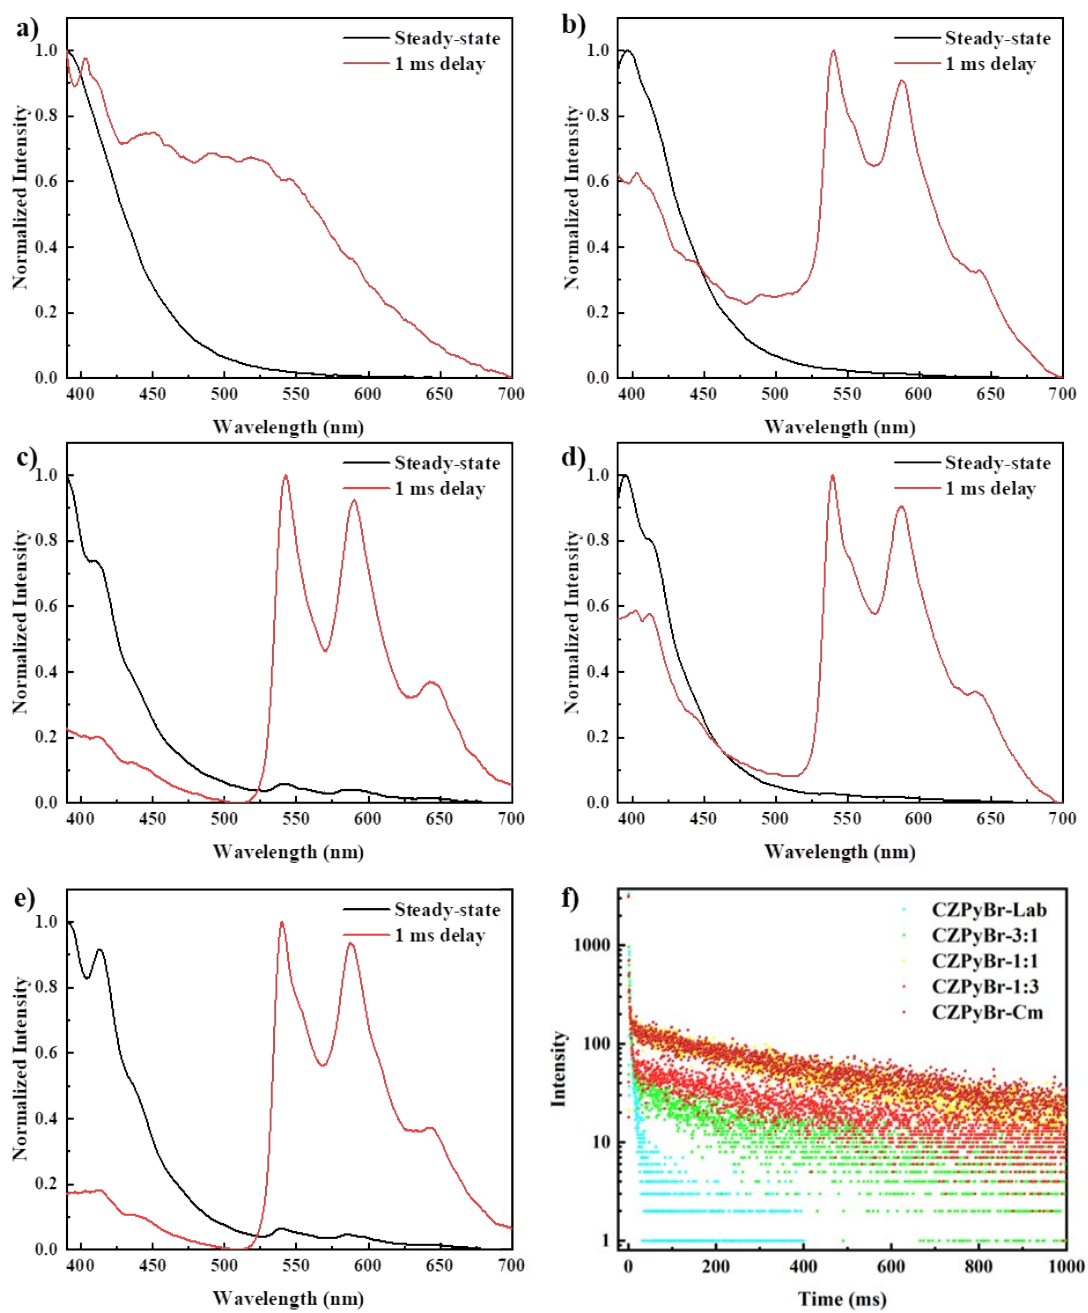 a)
Steady-state
1 ms delay
1.0
0.8
0.6
0.4
0.2
0.0
Normalized Intensity
400 450 500 550 600 650 700
Wavelength (nm)
b)
Steady-state
1 ms delay
1.0
0.8
0.6
0.4
0.2
0.0
Normalized Intensity
400 450 500 550 600 650 700
Wavelength (nm)
c)
Steady-state
1 ms delay
1.0
0.8
0.6
0.4
0.2
0.0
Normalized Intensity
400 450 500 550 600 650 700
Wavelength (nm)
d)
Steady-state
1 ms delay
1.0
0.8
0.6
0.4
0.2
0.0
Normalized Intensity
400 450 500 550 600 650 700
Wavelength (nm)
e)
Steady-state
1 ms delay
1.0
0.8
0.6
0.4
0.2
0.0
Normalized Intensity
400 450 500 550 600 650 700
Wavelength (nm)
f)
CZPyBr-Lab
CZPyBr-3:1
CZPyBr-1:1
CZPyBr-1:3
CZPyBr-Cm
1000
100
10
1
Intensity
0 200 400 600 800 1000
Time (ms)